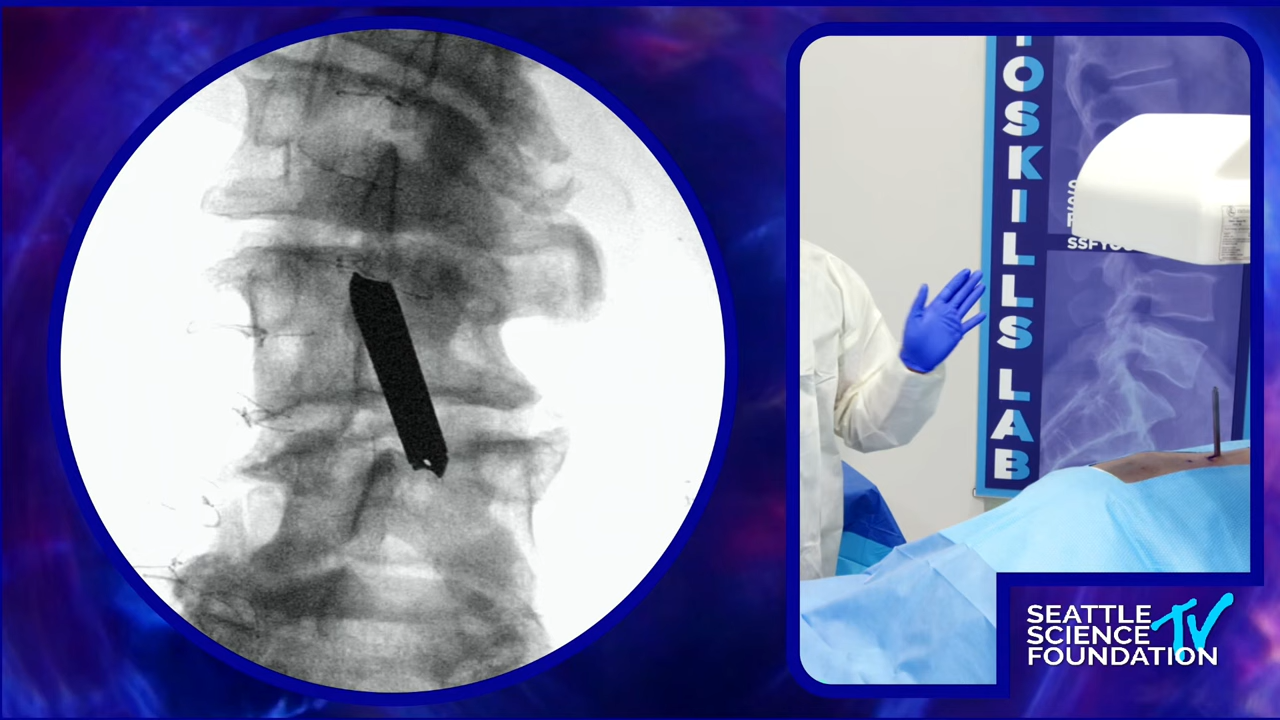 OSKILLS LAB
SSFYOU
SEATTLE
SCIENCE
FOUNDATION
TV